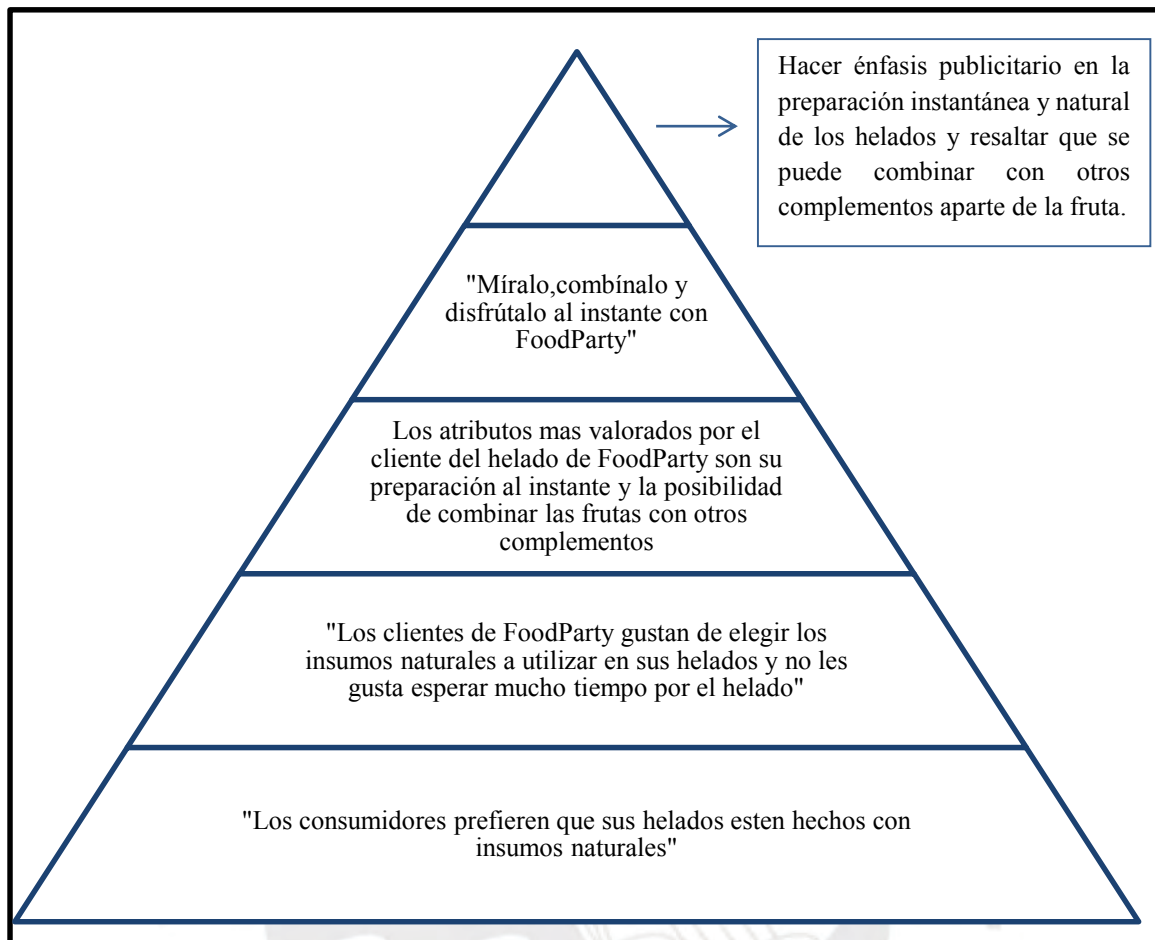 Hacer énfasis publicitario en la
preparación instantánea y natural
de los helados y resaltar que se
puede combinar con otros
complementos aparte de la fruta.
"Míralo,combínalo y
disfrútalo al instante con
FoodParty"
Los atributos mas valorados por el
cliente del helado de FoodParty son su
preparación al instante y la posibilidad
de combinar las frutas con otros
complementos
"Los clientes de FoodParty gustan de elegir los
insumos naturales a utilizar en sus helados y no les
gusta esperar mucho tiempo por el helado"
"Los consumidores prefieren que sus helados esten hechos con
insumos naturales"